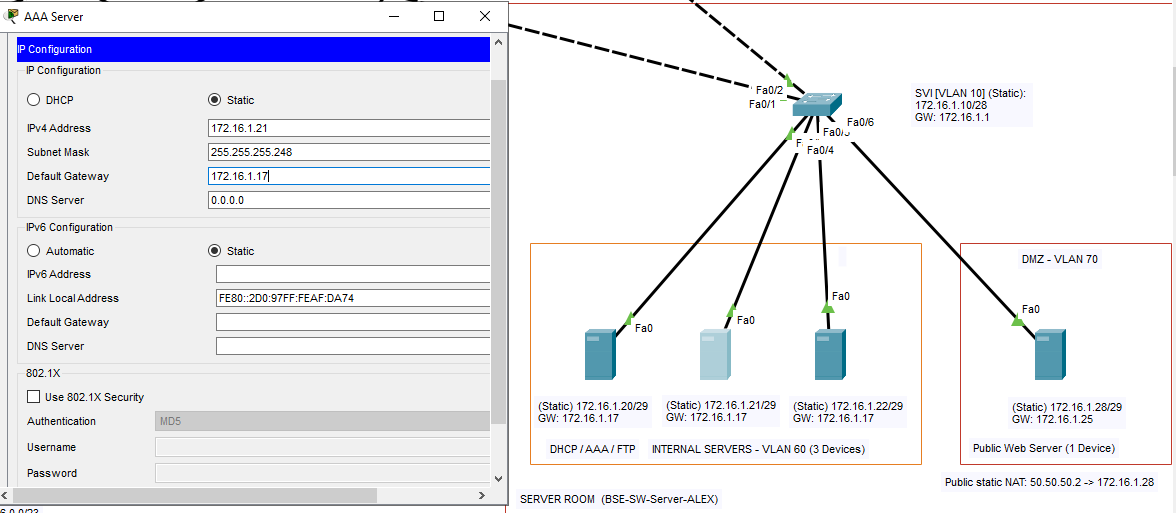 AAA Server
IP Configuration
IP Configuration
DHCP
Static
IPv4 Address
172.16.1.21
Subnet Mask
255.255.255.248
Default Gateway
172.16.1.17
DNS Server
0.0.0.0
IPv6 Configuration
Automatic
Static
IPv6 Address
Link Local Address
FE80::2D0:97FF:FEAF:DA74
Default Gateway
DNS Server
802.1X
Use 802.1X Security
Authentication
MD5
Username
Password
Fa0/2
Fa0/1
Fa0/6
Fa0/4
SVI [VLAN 10] (Static):
172.16.1.10/28
GW: 172.16.1.1
DMZ - VLAN 70
Fa0
Fa0
Fa0
Fa0
(Static) 172.16.1.20/29
GW: 172.16.1.17
(Static) 172.16.1.21/29
GW: 172.16.1.17
(Static) 172.16.1.22/29
GW: 172.16.1.17
(Static) 172.16.1.28/29
GW: 172.16.1.25
DHCP / AAA / FTP
INTERNAL SERVERS - VLAN 60 (3 Devices)
Public Web Server (1 Device)
Public static NAT: 50.50.50.2 -> 172.16.1.28
SERVER ROOM (BSE-SW-Server-ALEX)